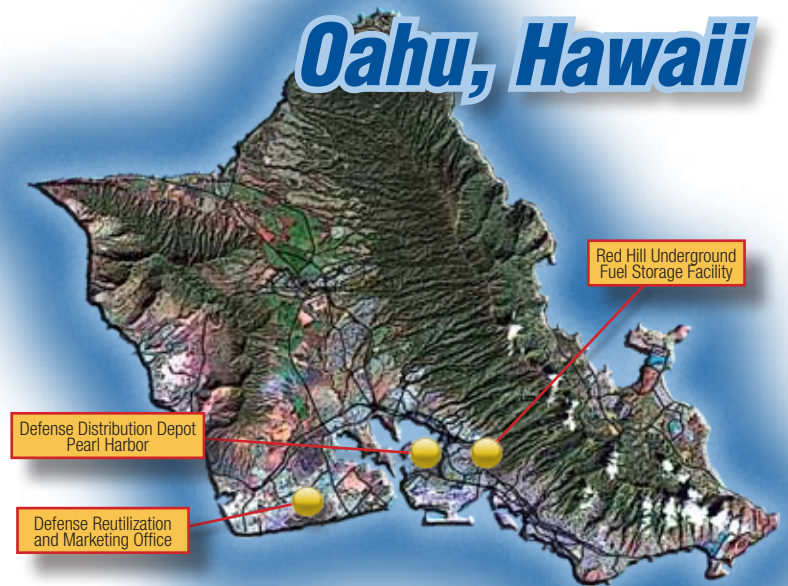 Oahu, Hawaii
Red Hill Underground
Fuel Storage Facility
Defense Distribution Depot
Pearl Harbor
Defense Reutilization
and Marketing Office